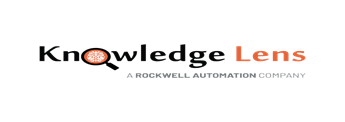 Knowledge Lens
A ROCKWELL AUTOMATION COMPANY